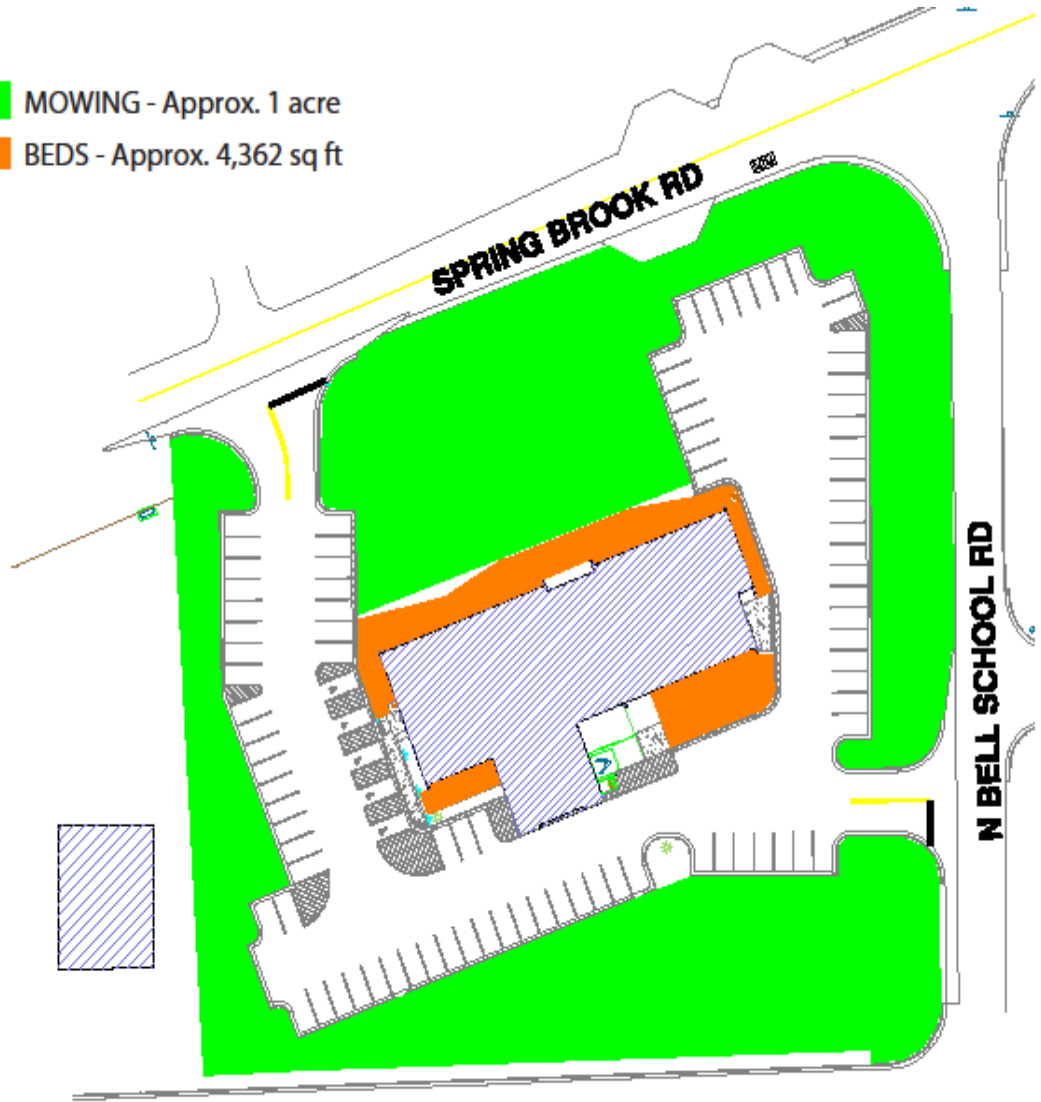 MOWING - Approx. 1 acre
BEDS - Approx. 4,362 sq ft
SPRING BROOK RD
N BELL SCHOOL RD